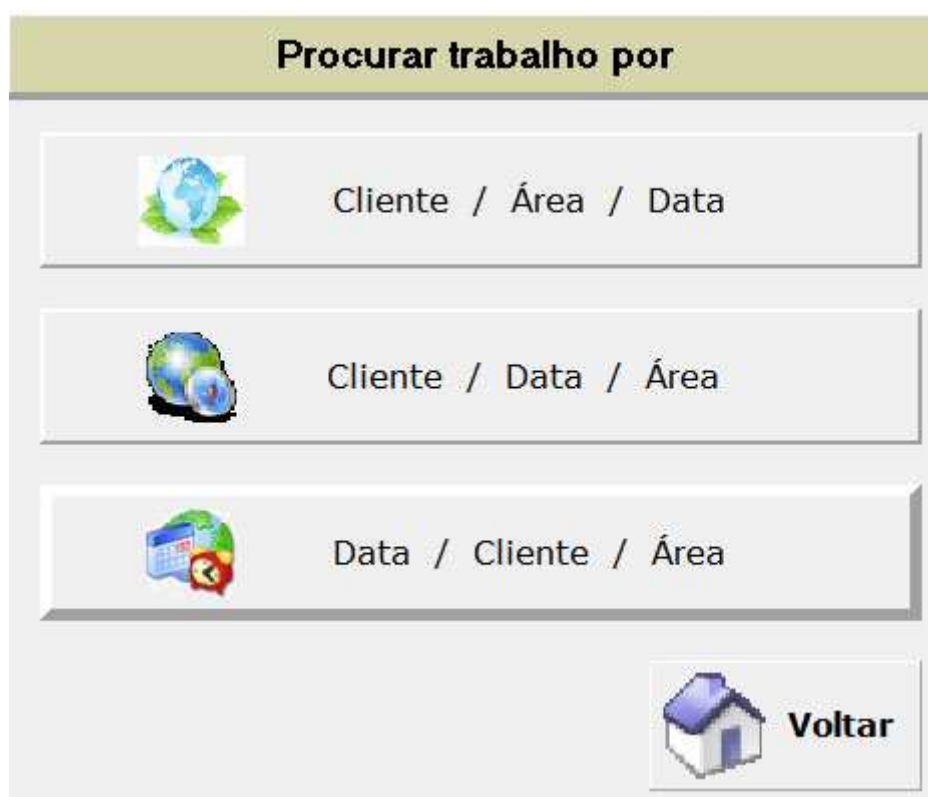 Procurar trabalho por
Cliente / Área / Data
Cliente / Data / Área
Data / Cliente / Área
Voltar